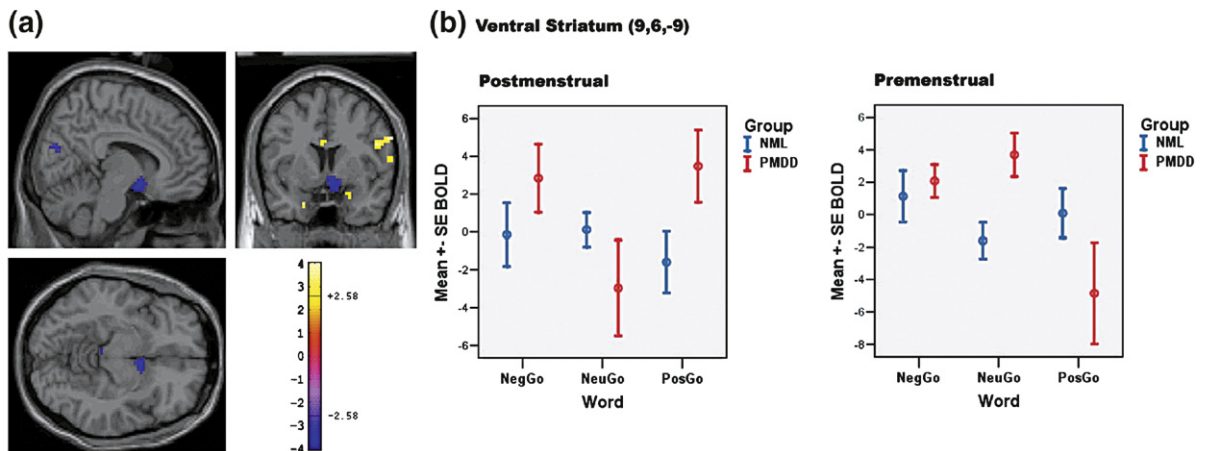 (a)
(b) Ventral Striatum (9,6,-9)
4
3
2
1
0
-1
-2
-3
-4
+2.58
-2.58
Postmenstrual
Mean +- SE BOLD
6
4
2
0
-2
-4
-6
NegGo NeuGo PosGo
Word
Group
NML
PMDD
Premenstrual
Mean +- SE BOLD
6
4
2
0
-2
-4
-6
-8
NegGo NeuGo PosGo
Word
Group
NML
PMDD